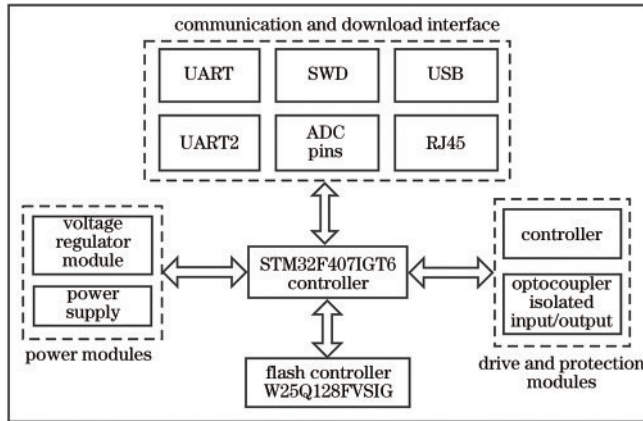 communication and download interface
UART
SWD
USB
UART2
ADC
pins
RJ45
voltage
regulator
module
power
supply
power modules
STM32F407IGT6
controller
controller
optocoupler
isolated
input/output
drive and protection
modules
flash controller
W25Q128FVSIG